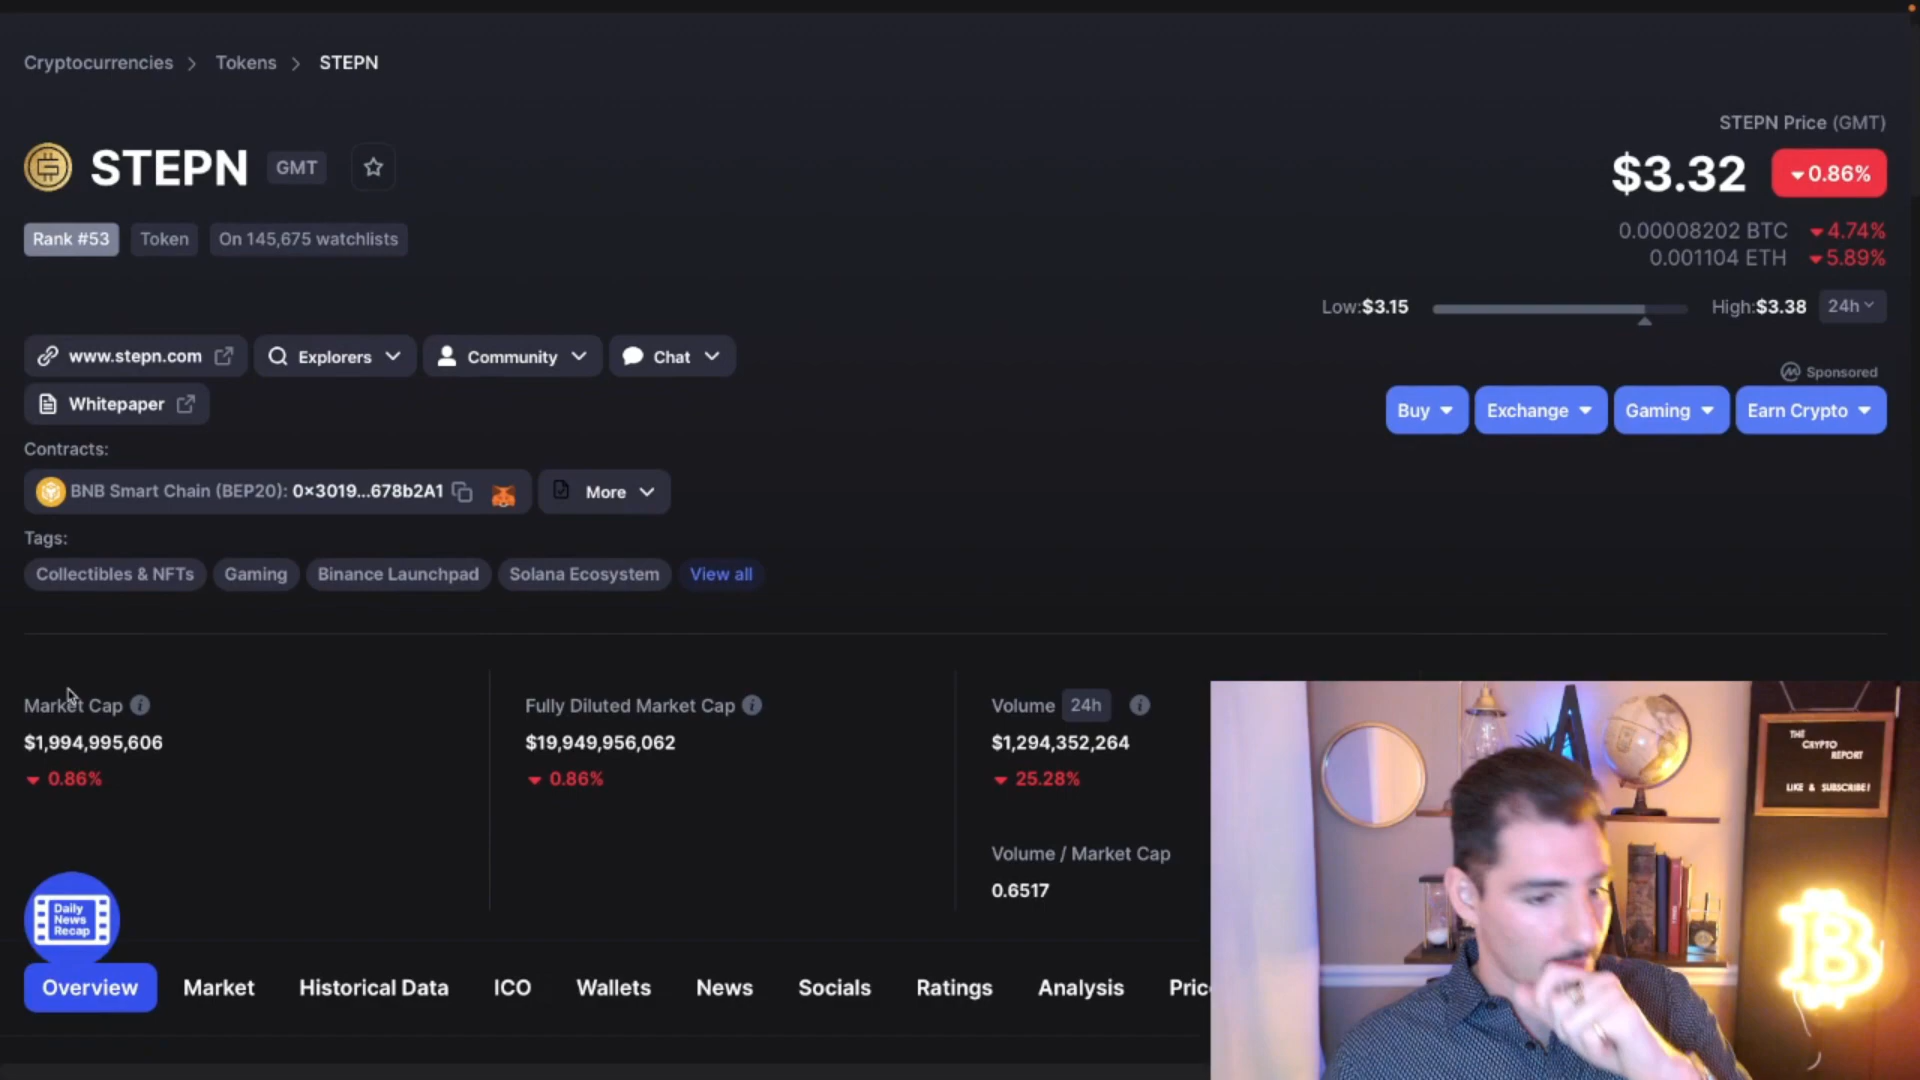 Cryptocurrencies > Tokens > STEPN
STEPN Price (GMT)
STEPN GMT
$3.32 0.86%
Rank #53 Token On 145,675 watchlists
0.00008202 BTC 4.74%
0.001104 ETH 5.89%
Low:$3.15 High:$3.38 24h
www.stepn.com Explorers Community Chat
Sponsored
Whitepaper
Buy Exchange Gaming Earn Crypto
Contracts:
BNB Smart Chain (BEP20): 0x3019...678b2A1 More
Tags:
Collectibles & NFTs Gaming Binance Launchpad Solana Ecosystem View all
Market Cap
$1,994,995,606
0.86%
Fully Diluted Market Cap
$19,949,956,062
0.86%
Volume 24h
$1,294,352,264
25.28%
Volume / Market Cap
0.6517
THE
CRYPTO
REPORT
LIKE & SUBSCRIBE!
Daily
News
Recap
Overview Market Historical Data ICO Wallets News Socials Ratings Analysis Pric